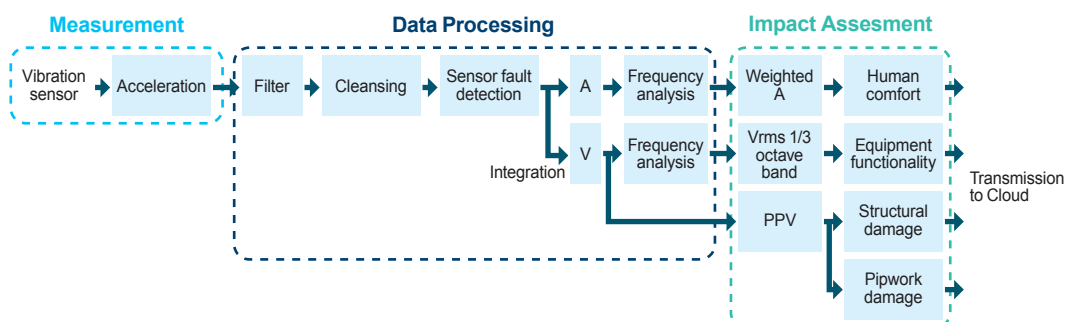 Measurement
Data Processing
Impact Assesment
Vibration
sensor
Acceleration
Filter
Cleansing
Sensor fault
detection
A
Frequency
analysis
Weighted
A
Human
comfort
Integration
V
Frequency
analysis
Vrms 1/3
octave
band
Equipment
functionality
Transmission
to Cloud
PPV
Structural
damage
Pipwork
damage